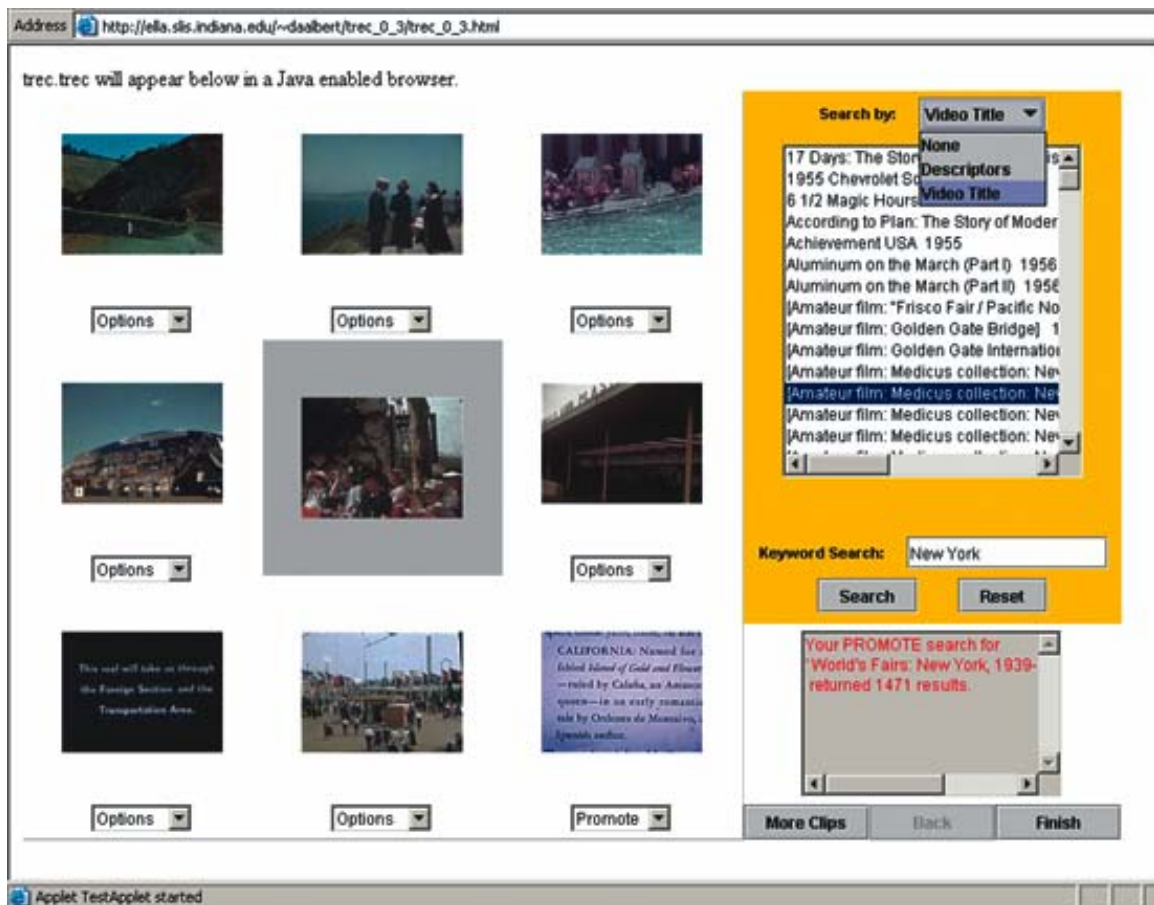 Address http://ella.slis.indiana.edu/~daalbert/trec_0_3/trec_0_3.html
trec.trec will appear below in a Java enabled browser.
Options
Options
Options
Options
Options
This reel will take us through
the Foreign Section and the
Transportation Area.
CALIFORNIA: Named for
Island of Gold and
—ruled by Calafia, an
queen—in an early
tale by Ordonez de Montalvo,
Spanish author.
Options
Options
Promote
Search by: Video Title
None
Descriptors
Video Title
17 Days: The Stor
1955 Chevrolet Sc
6 1/2 Magic Hours
According to Plan: The Story of Moder
Achievement USA 1955
Aluminum on the March (Part I) 1956
Aluminum on the March (Part II) 1956
[Amateur film: "Frisco Fair / Pacific No
[Amateur film: Golden Gate Bridge] 1
[Amateur film: Golden Gate Internation
[Amateur film: Medicus collection: New
[Amateur film: Medicus collection: New
[Amateur film: Medicus collection: New
[Amateur film: Medicus collection: New
Keyword Search: New York
Search Reset
Your PROMOTE search for
"World's Fairs: New York, 1939-
returned 1471 results.
More Clips Back Finish
Applet TestApplet started